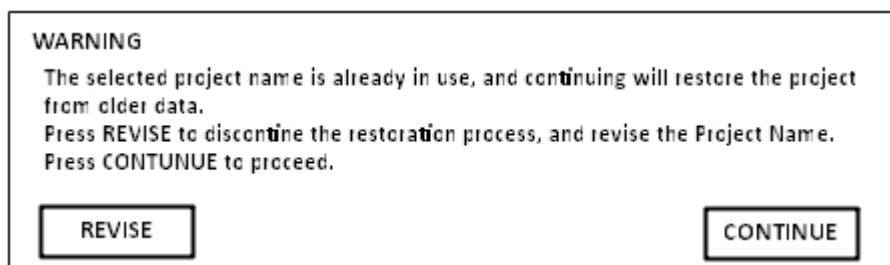 WARNING
The selected project name is already in use, and continuing will restore the project
from older data.
Press REVISE to discontine the restoration process, and revise the Project Name.
Press CONTUNUE to proceed.
REVISE
CONTINUE